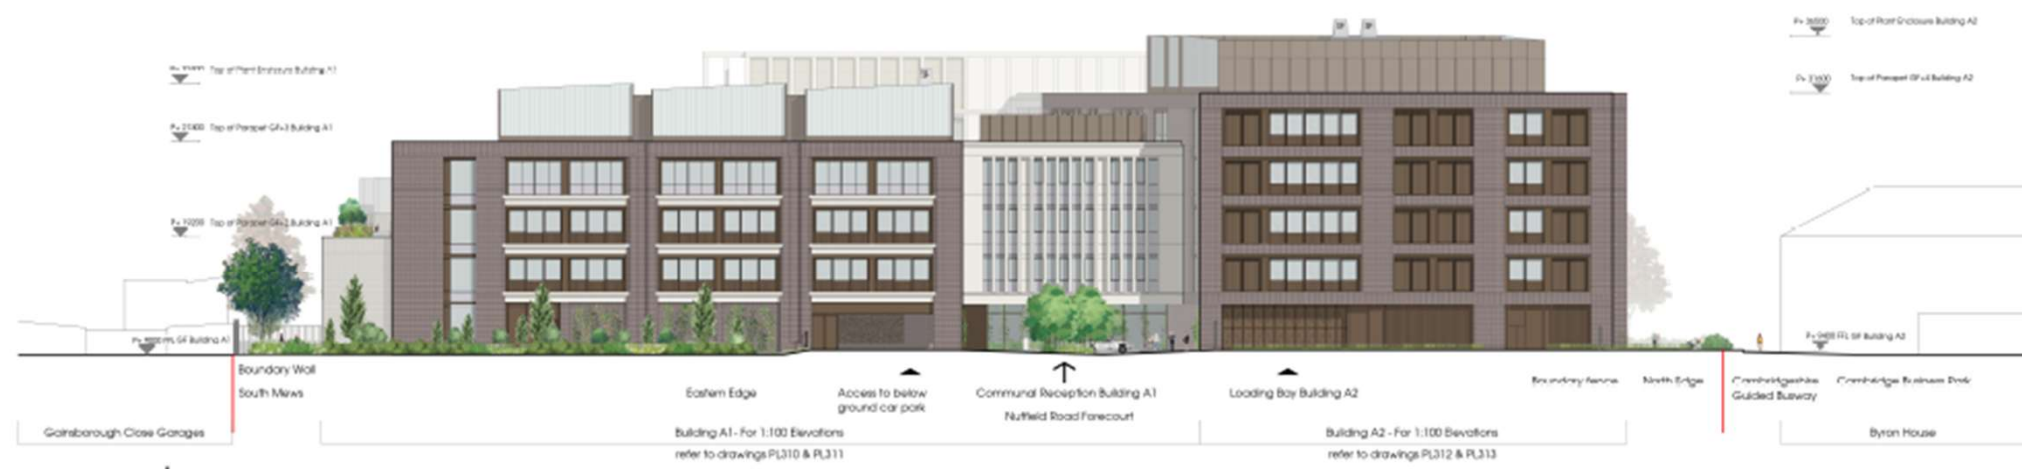 Top of Plant Enclosure Building A2
Top of Plant Enclosure Building A1
Top of Parapet GF+4 Building A2
Top of Parapet GF+3 Building A1
Top of Parapet GF+2 Building A1
FFL GF Building A1
FFL GF Building A2
Boundary Wall
South Mews
Eastern Edge
Access to below
ground car park
Communal Reception Building A1
Nuffield Road Forecourt
Loading Bay Building A2
Boundary fence
North Edge
Cambridgeshire
Guided Busway
Cambridge Business Park
Gainsborough Close Garages
Building A1 - For 1:100 Elevations
refer to drawings PL310 & PL311
Building A2 - For 1:100 Elevations
refer to drawings PL312 & PL313
Byron House